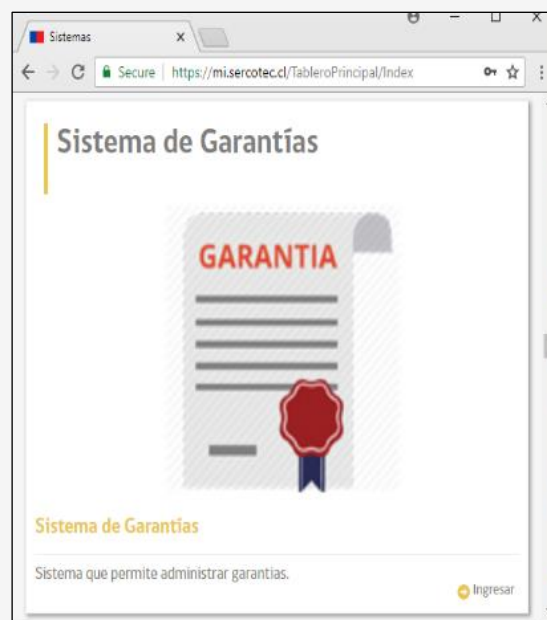 Sistemas
Secure https://mi.sercotec.cl/TableroPrincipal/Index
Sistema de Garantías
GARANTIA
Sistema de Garantías
Sistema que permite administrar garantias.
Ingresar